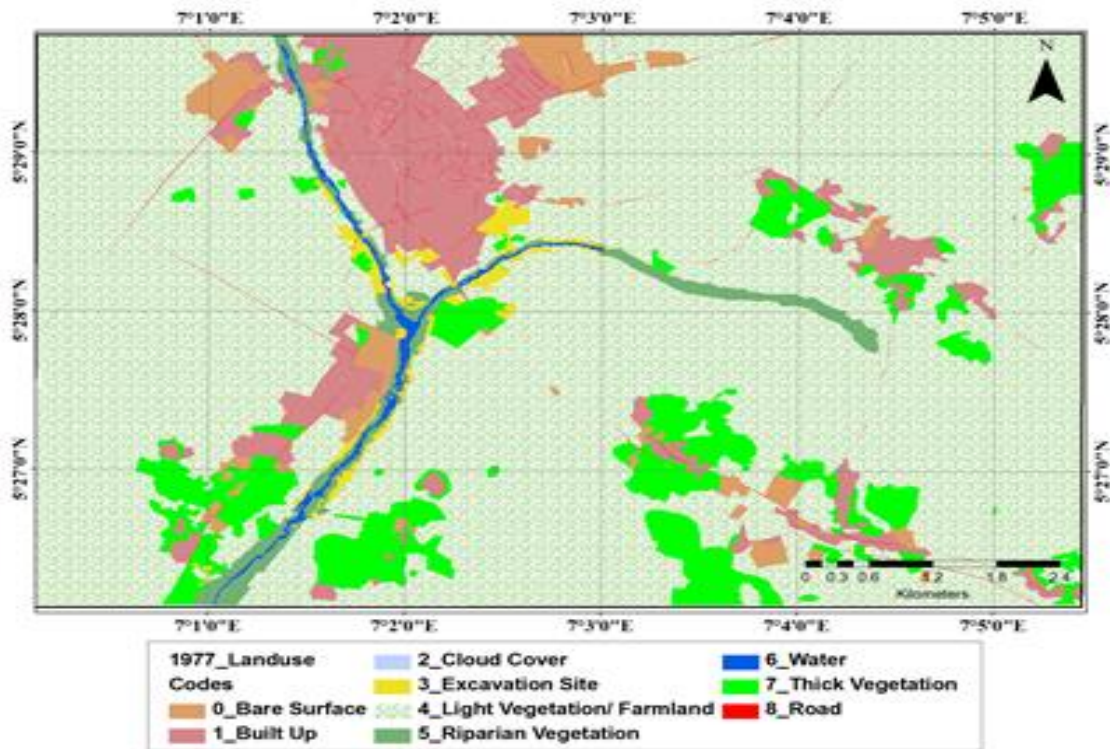 7°1'0"E 7°2'0"E 7°3'0"E 7°4'0"E 7°5'0"E
N
5°29'0"N 5°29'0"N
5°28'0"N 5°28'0"N
5°27'0"N 5°27'0"N
0 0.3 0.6 1.2 1.8 2.4
Kilometers
7°1'0"E 7°2'0"E 7°3'0"E 7°4'0"E 7°5'0"E
1977_Landuse 2_Cloud Cover 6_Water
Codes 3_Excavation Site 7_Thick Vegetation
0_Bare Surface 4_Light Vegetation/ Farmland 8_Road
1_Built Up 5_Riparian Vegetation